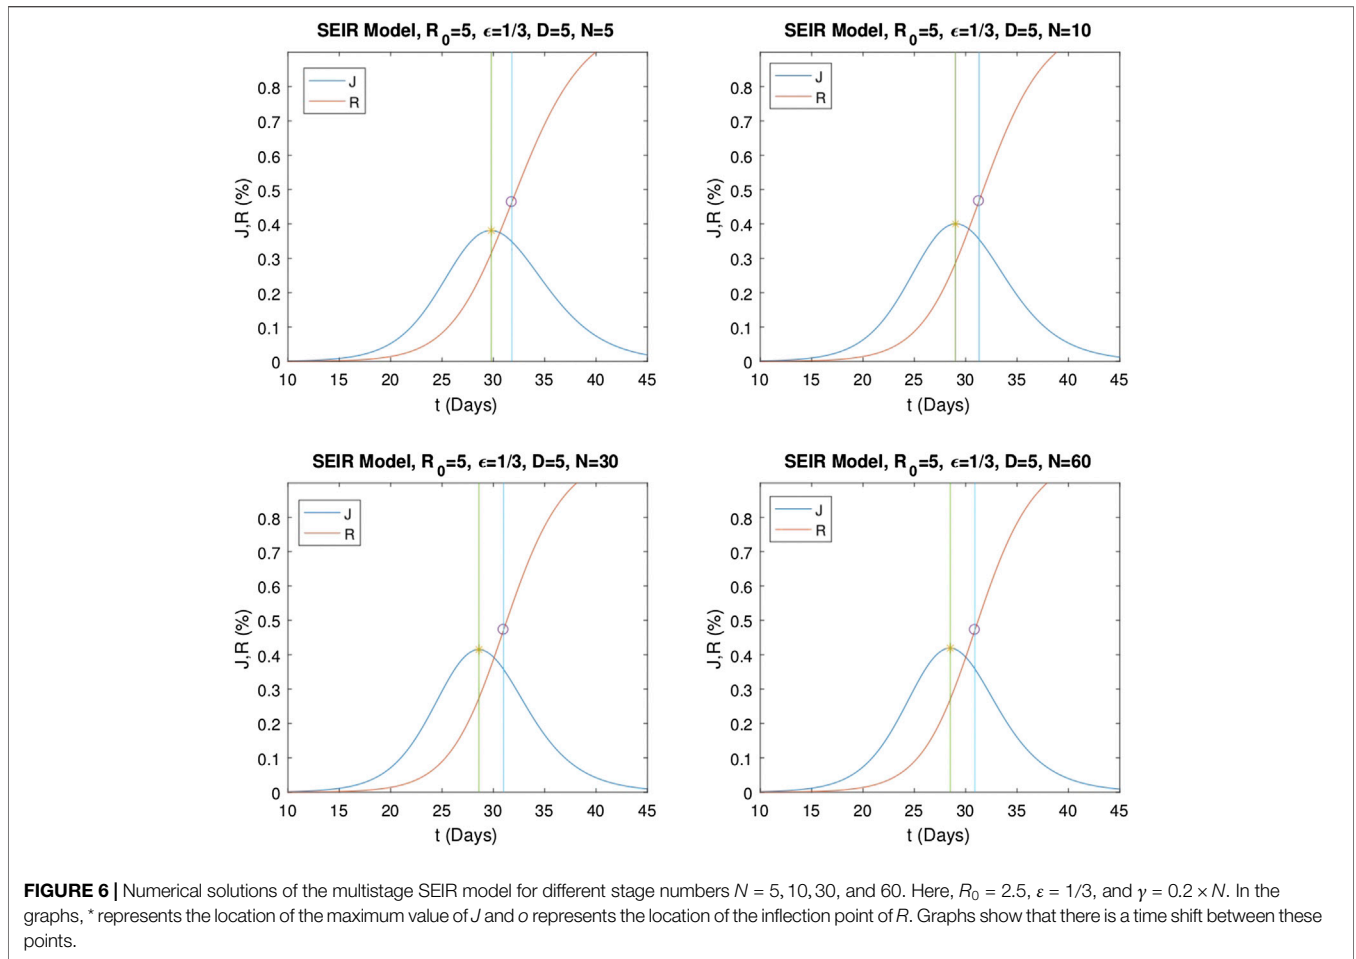 SEIR Model, R0=5, ϵ=1/3, D=5, N=5
J
R
J,R (%)
0.8
0.7
0.6
0.5
0.4
0.3
0.2
0.1
0
10 15 20 25 30 35 40 45
t (Days)
SEIR Model, R0=5, ϵ=1/3, D=5, N=10
J
R
J,R (%)
0.8
0.7
0.6
0.5
0.4
0.3
0.2
0.1
0
10 15 20 25 30 35 40 45
t (Days)
SEIR Model, R0=5, ϵ=1/3, D=5, N=30
J
R
J,R (%)
0.8
0.7
0.6
0.5
0.4
0.3
0.2
0.1
0
10 15 20 25 30 35 40 45
t (Days)
SEIR Model, R0=5, ϵ=1/3, D=5, N=60
J
R
J,R (%)
0.8
0.7
0.6
0.5
0.4
0.3
0.2
0.1
0
10 15 20 25 30 35 40 45
t (Days)
FIGURE 6 | Numerical solutions of the multistage SEIR model for different stage numbers N = 5, 10, 30, and 60. Here, R0 = 2.5, ε = 1/3, and γ = 0.2 × N. In the
graphs, * represents the location of the maximum value of J and o represents the location of the inflection point of R. Graphs show that there is a time shift between these
points.